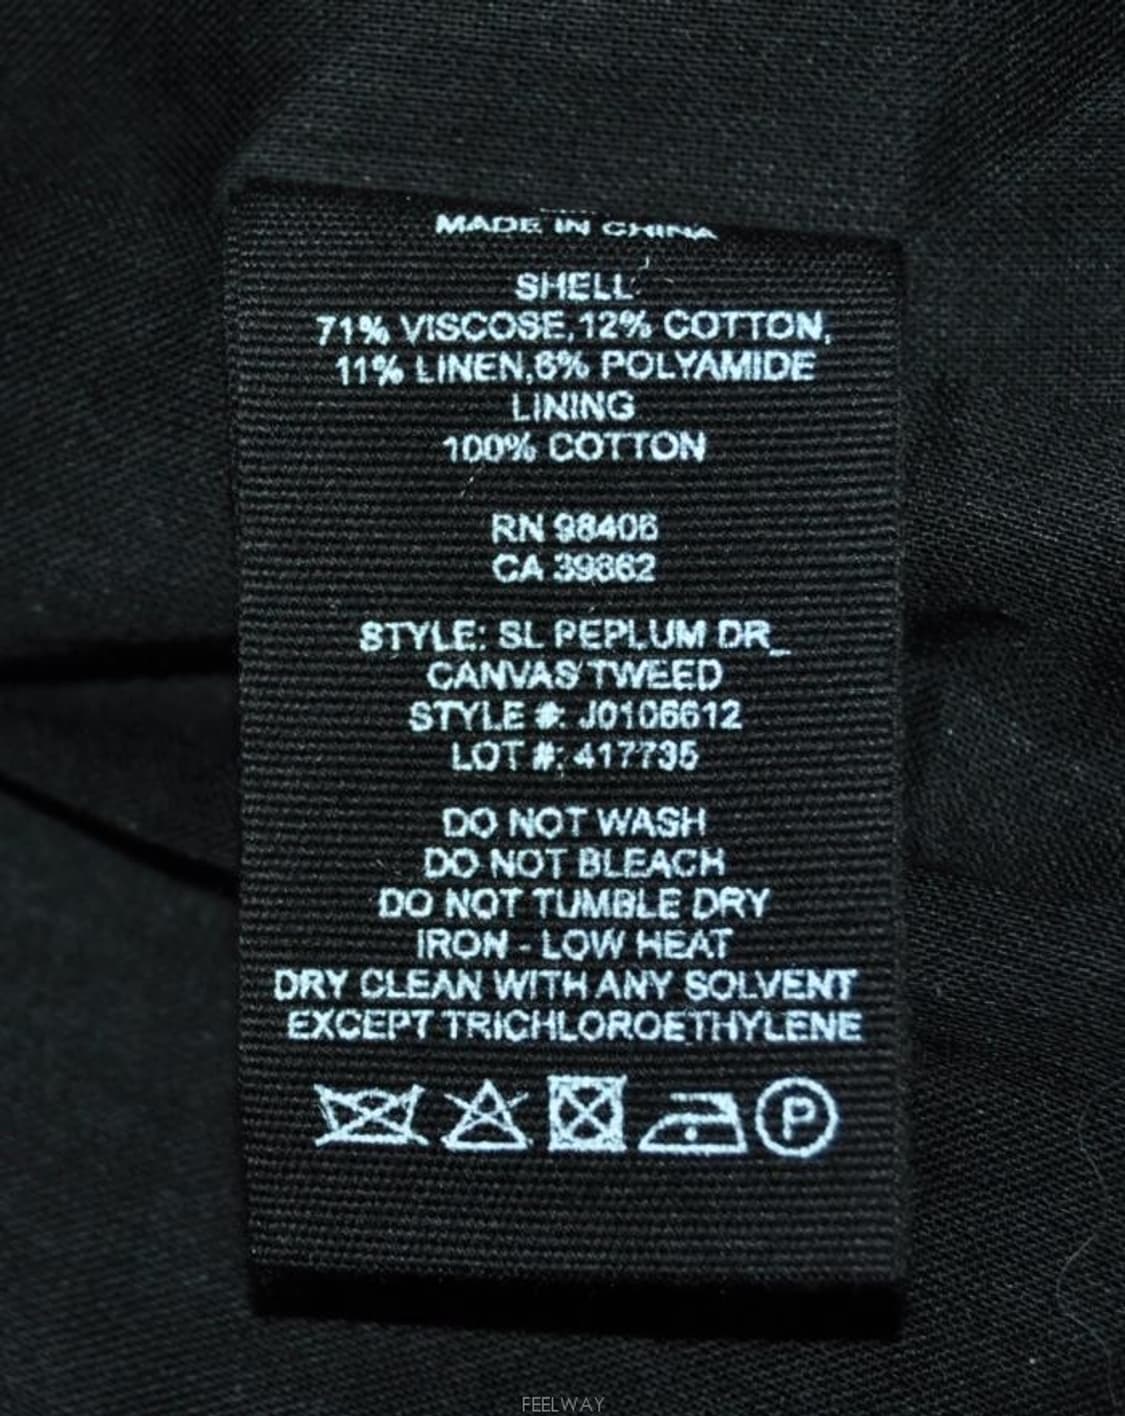 MADE IN CHINA
SHELL:
71% VISCOSE,12% COTTON,
11% LINEN,6% POLYAMIDE
LINING
100% COTTON
RN 98406
CA 39862
STYLE: SL PEPLUM DR_
CANVAS TWEED
STYLE #: J0106612
LOT #: 417735
DO NOT WASH
DO NOT BLEACH
DO NOT TUMBLE DRY
IRON - LOW HEAT
DRY CLEAN WITH ANY SOLVENT
EXCEPT TRICHLOROETHYLENE
P
FEELWAY